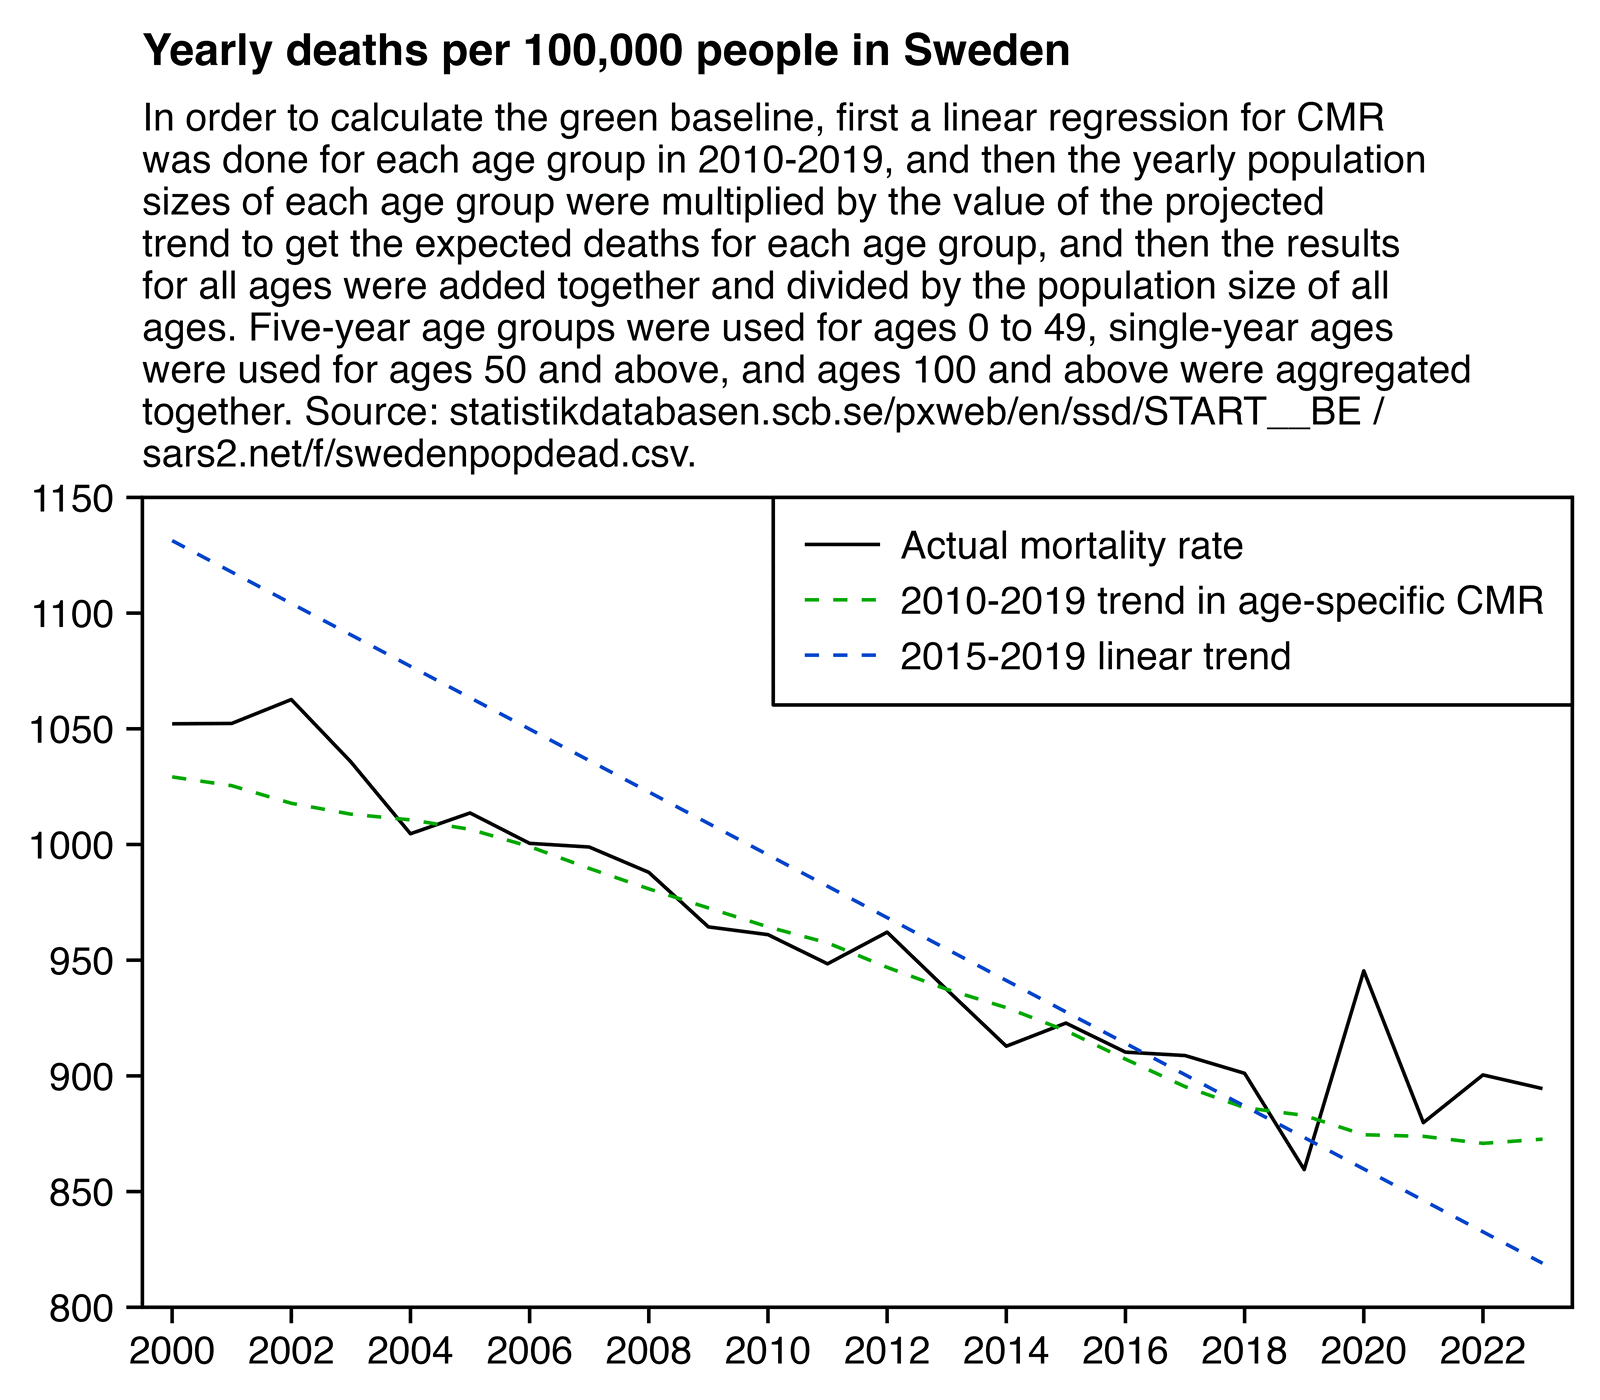 Yearly deaths per 100,000 people in Sweden
In order to calculate the green baseline, first a linear regression for CMR
was done for each age group in 2010-2019, and then the yearly population
sizes of each age group were multiplied by the value of the projected
trend to get the expected deaths for each age group, and then the results
for all ages were added together and divided by the population size of all
ages. Five-year age groups were used for ages 0 to 49, single-year ages
were used for ages 50 and above, and ages 100 and above were aggregated
together. Source: statistikdatabasen.scb.se/pxweb/en/ssd/START__BE /
sars2.net/f/swedenpopdead.csv.
Actual mortality rate
2010-2019 trend in age-specific CMR
2015-2019 linear trend
1150
1100
1050
1000
950
900
850
800
2000 2002 2004 2006 2008 2010 2012 2014 2016 2018 2020 2022